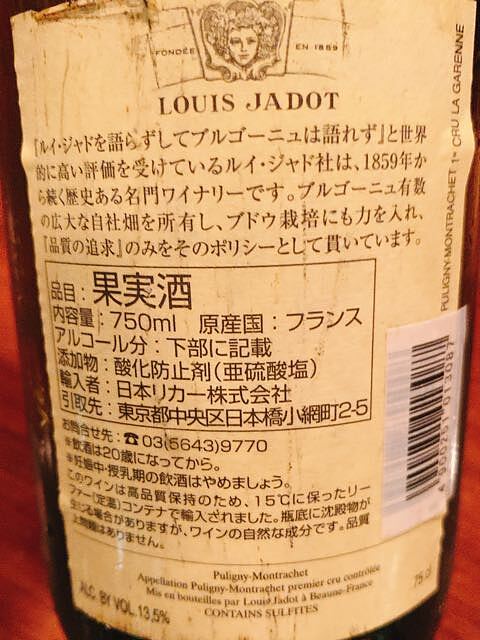 FONDÉE EN 1859
LOUIS JADOT
『ルイ・ジャドを語らずしてブルゴーニュは語れず』と世界
的に高い評価を受けているルイ・ジャド社は、1859年か
ら続く歴史ある名門ワイナリーです。ブルゴーニュ有数
の広大な自社畑を所有し、ブドウ栽培にも力を入れ、
『品質の追求』のみをそのポリシーとして貫いています。
品目：果実酒
内容量：750ml 原産国：フランス
アルコール分：下部に記載
添加物：酸化防止剤（亜硫酸塩）
輸入者：日本リカー株式会社
引取先：東京都中央区日本橋小網町2-5
お問合せ先：☎03(5643)9770
※飲酒は20歳になってから。
※妊娠中・授乳期の飲酒はやめましょう。
このワインは高品質保持のため、15℃に保ったリー
ファー(定温)コンテナで輸入されました。瓶底に沈殿物が
生じる場合がありますが、ワインの自然な成分です。品質
上問題はありません。
Puligny-Montrachet
Appellation Puligny-Montrachet premier cru contrôlée
Mis en bouteilles par Louis Jadot à Beaune-France
CONTAINS SULFITES
ALC BY VOL 13,5%
75 cl
PULIGNY-MONTRACHET 1er CRU LA GARENNE